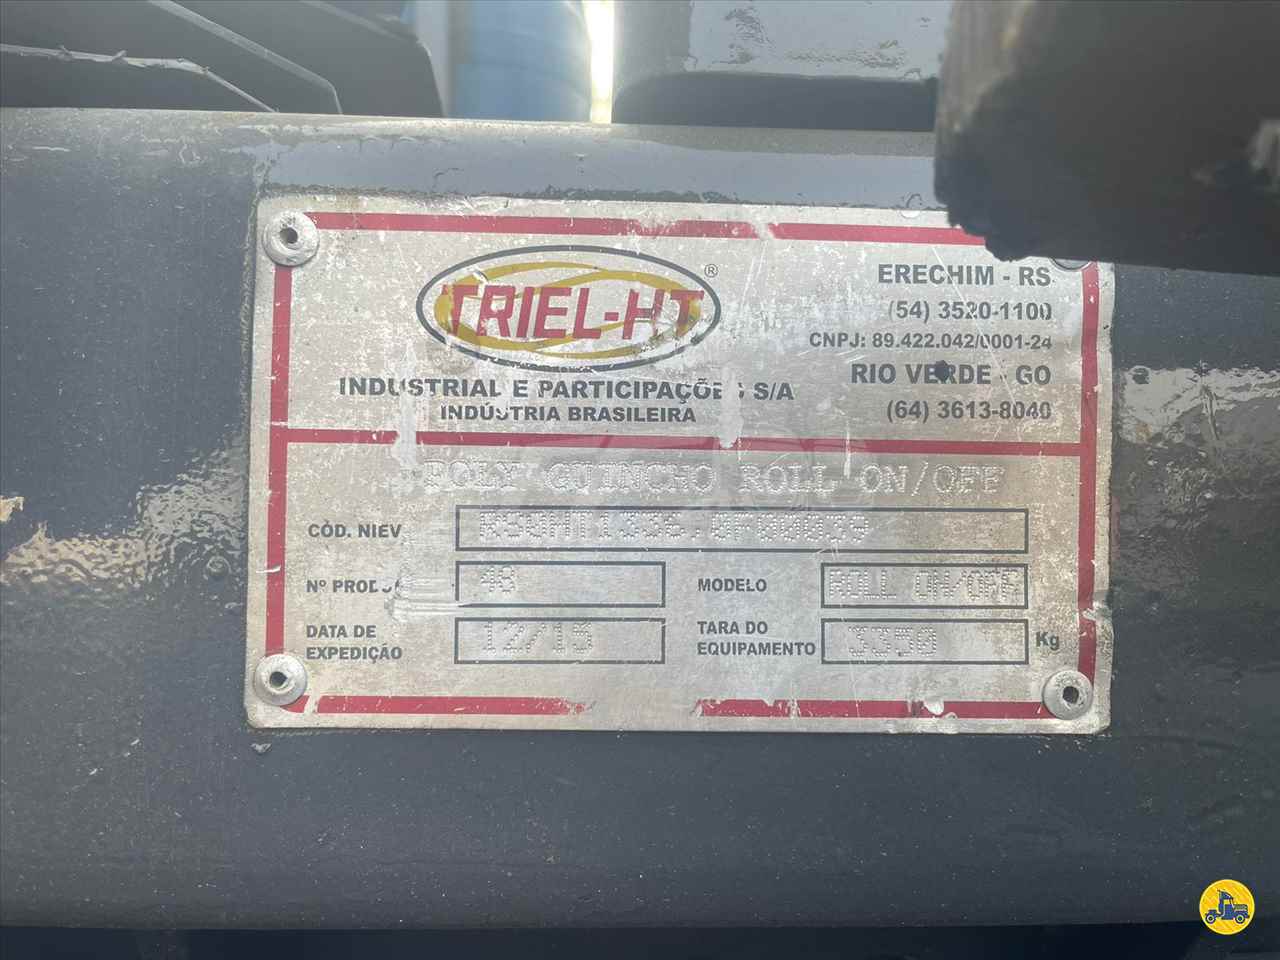 TRIEL-HT ®
INDUSTRIAL E PARTICIPAÇÕES S/A
INDÚSTRIA BRASILEIRA
ERECHIM - RS
(54) 3520-1100
CNPJ: 89.422.042/0001-24
RIO VERDE - GO
(64) 3613-8040
POLY GUINCHO ROLL ON/OFF
CÓD. NIEV
Nº PRODUÇ 48
MODELO ROLL ON/OFF
DATA DE EXPEDIÇÃO 12/15
TARA DO EQUIPAMENTO 3350 Kg